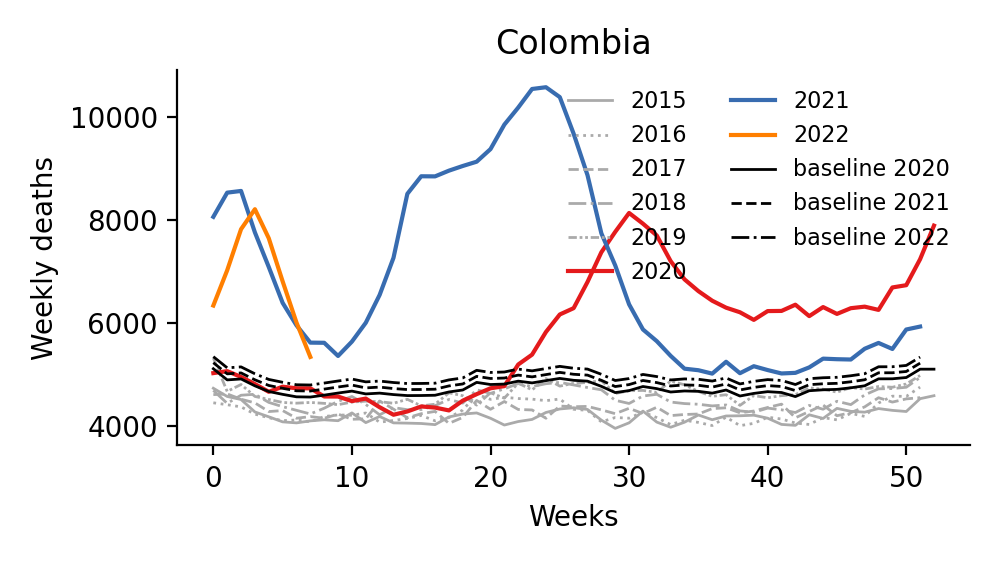 Colombia
Weekly deaths
10000
8000
6000
4000
2015
2016
2017
2018
2019
2020
2021
2022
baseline 2020
baseline 2021
baseline 2022
0 10 20 30 40 50
Weeks